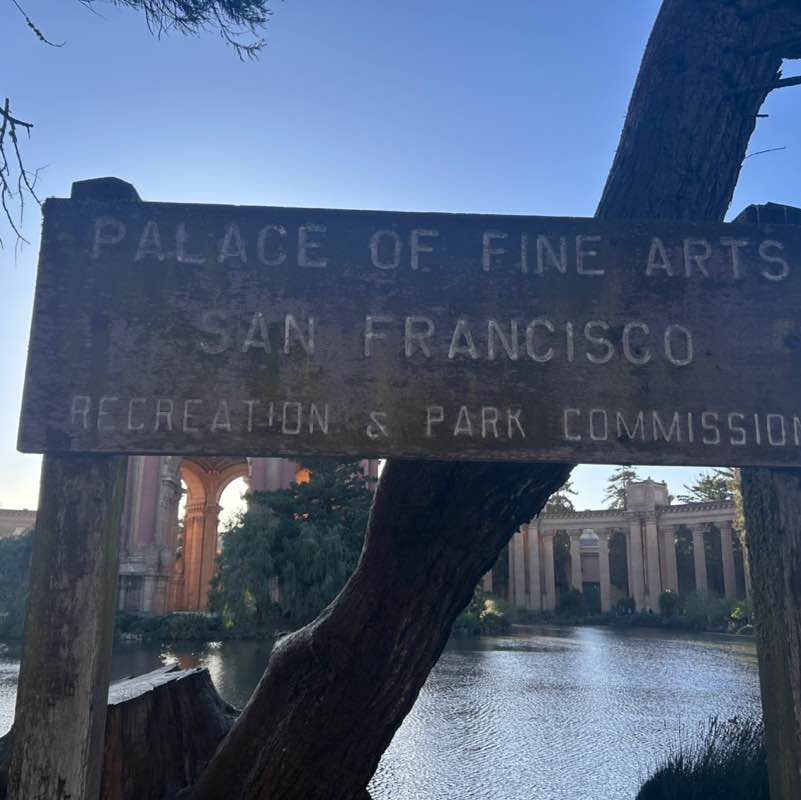 PALACE OF FINE ARTS
SAN FRANCISCO
RECREATION & PARK COMMISSION